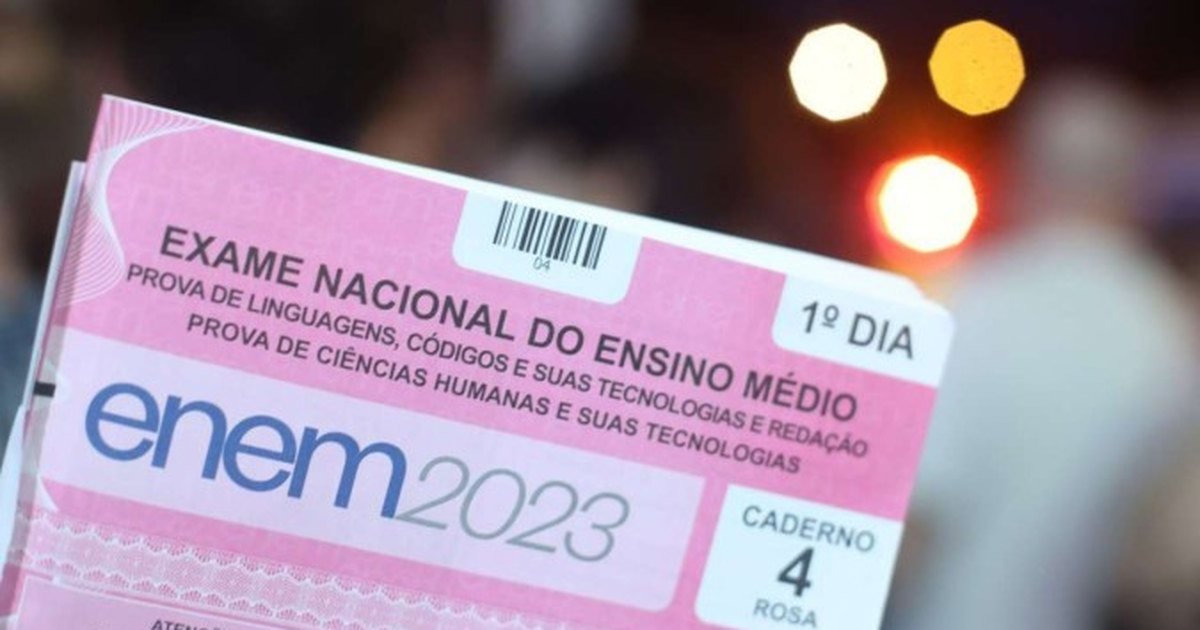 04
1º DIA
EXAME NACIONAL DO ENSINO MÉDIO
PROVA DE LINGUAGENS, CÓDIGOS E SUAS TECNOLOGIAS E REDAÇÃO
PROVA DE CIÊNCIAS HUMANAS E SUAS TECNOLOGIAS
enem2023
CADERNO
4
ROSA